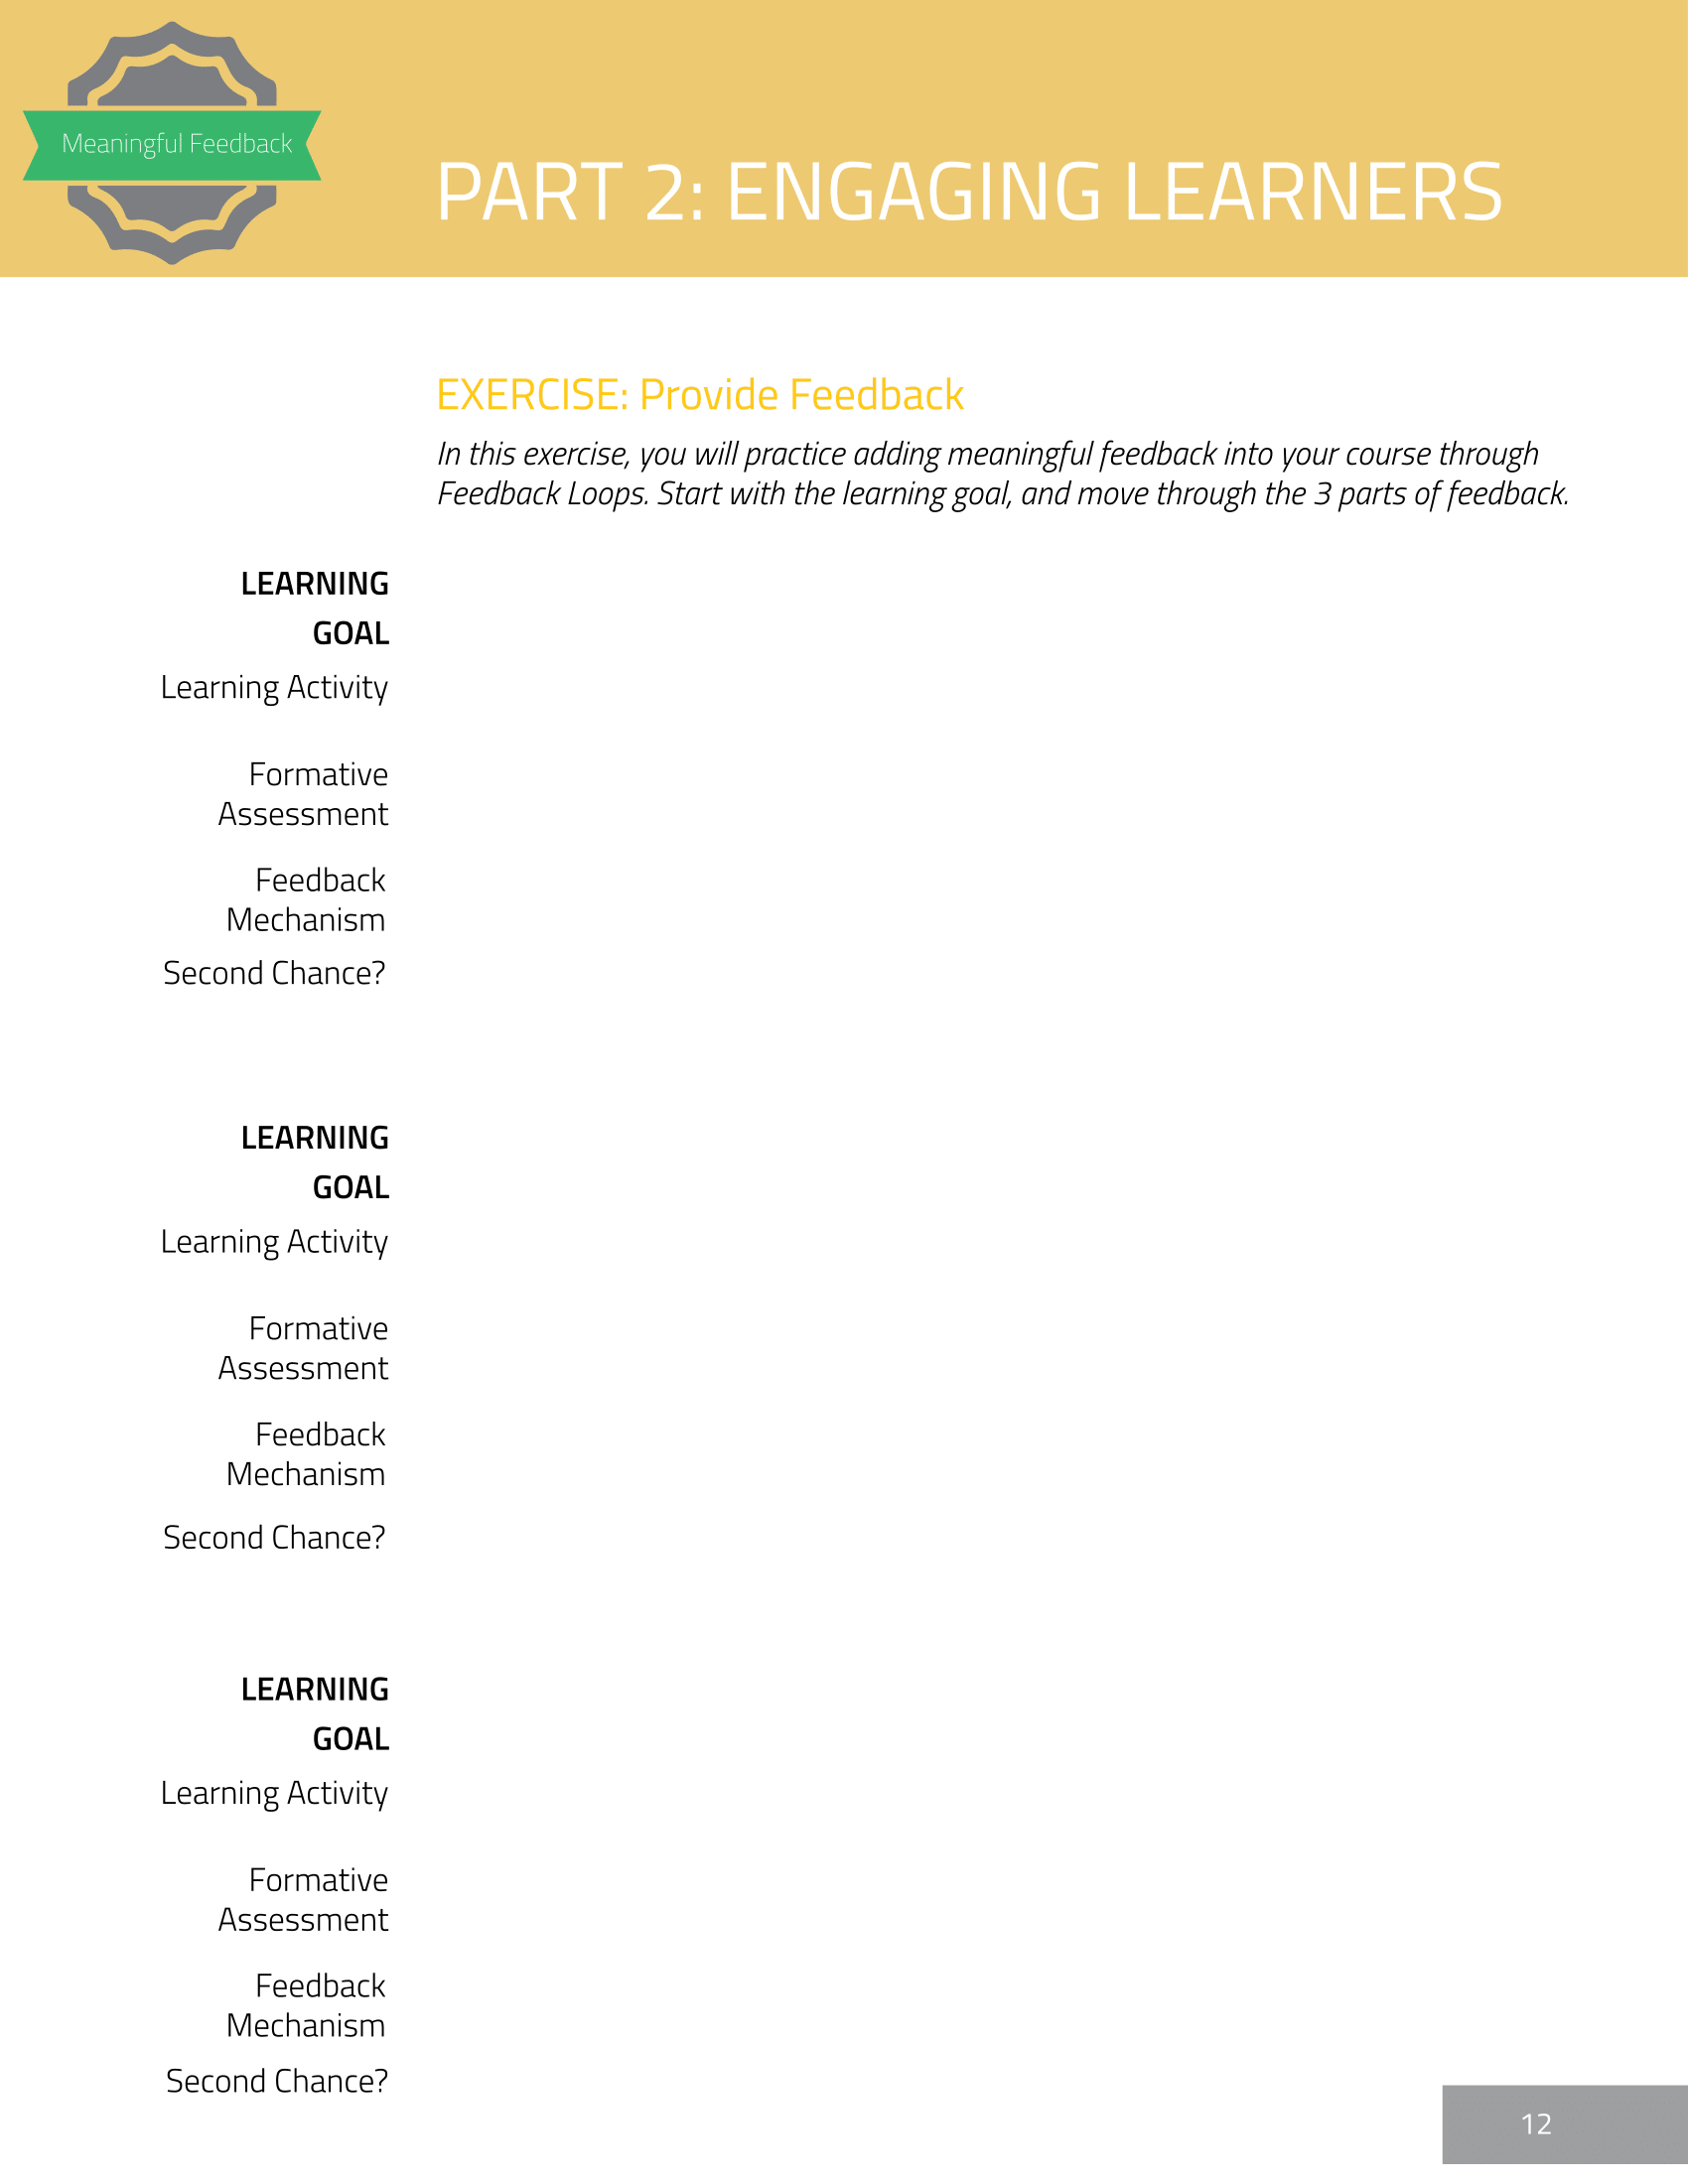 Meaningful Feedback
PART 2: ENGAGING LEARNERS
EXERCISE: Provide Feedback
In this exercise, you will practice adding meaningful feedback into your course through
Feedback Loops. Start with the learning goal, and move through the 3 parts of feedback.
LEARNING
GOAL
Learning Activity
Formative
Assessment
Feedback
Mechanism
Second Chance?
LEARNING
GOAL
Learning Activity
Formative
Assessment
Feedback
Mechanism
Second Chance?
LEARNING
GOAL
Learning Activity
Formative
Assessment
Feedback
Mechanism
Second Chance?
12